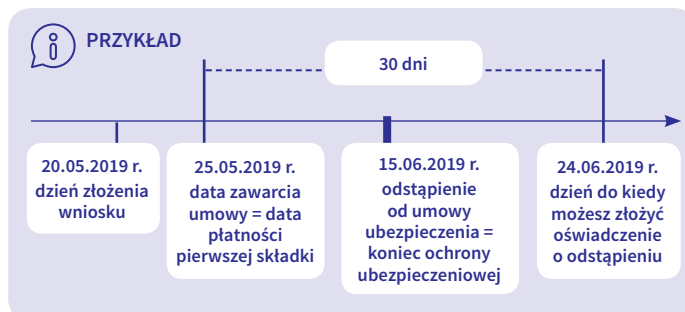 PRZYKŁAD
30 dni
20.05.2019 r.
dzień złożenia
wniosku
25.05.2019 r.
data zawarcia
umowy = data
płatności
pierwszej składki
15.06.2019 r.
odstąpienie
od umowy
ubezpieczenia =
koniec ochrony
ubezpieczeniowej
24.06.2019 r.
dzień do kiedy
możesz złożyć
oświadczenie
o odstąpieniu